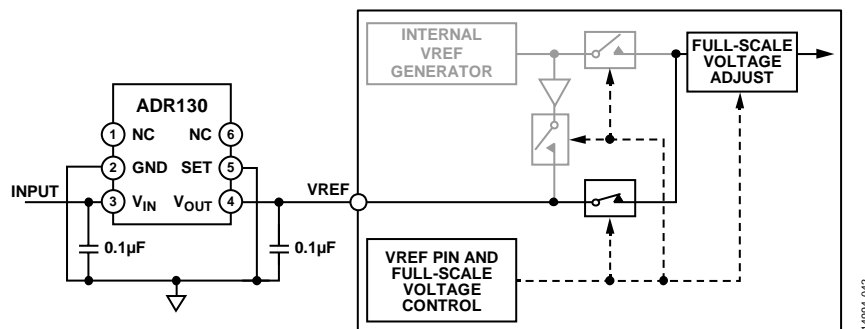 INTERNAL
VREF
GENERATOR
FULL-SCALE
VOLTAGE
ADJUST
ADR130
1 NC
NC 6
2 GND
SET 5
INPUT
3 VIN
VOUT 4
VREF
0.1µF
0.1µF
VREF PIN AND
FULL-SCALE
VOLTAGE
CONTROL